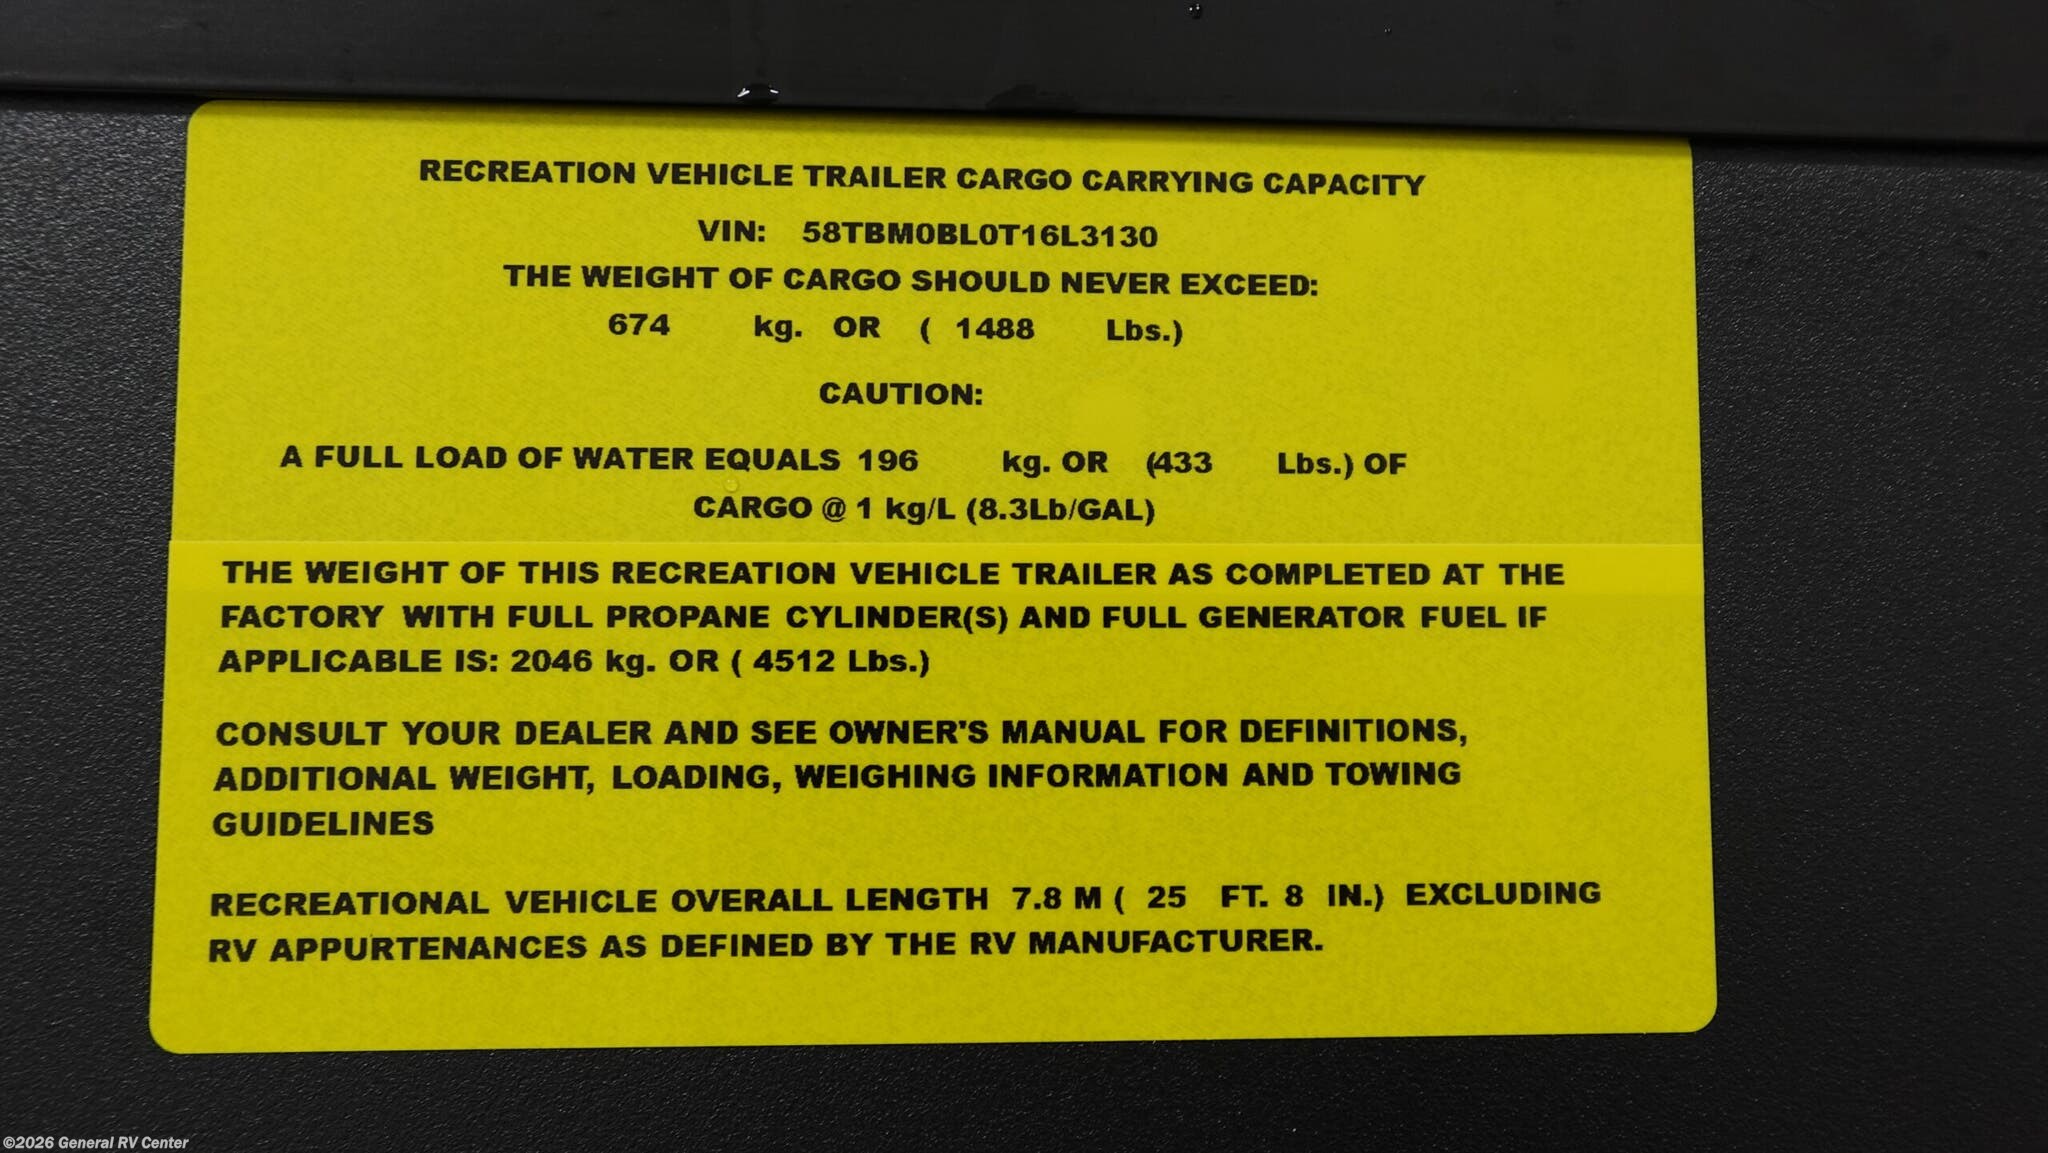 RECREATION VEHICLE TRAILER CARGO CARRYING CAPACITY
VIN: 58TBM0BL0T16L3130
THE WEIGHT OF CARGO SHOULD NEVER EXCEED:
674 kg. OR ( 1488 Lbs.)
CAUTION:
A FULL LOAD OF WATER EQUALS 196 kg. OR (433 Lbs.) OF
CARGO @ 1 kg/L (8.3Lb/GAL)
THE WEIGHT OF THIS RECREATION VEHICLE TRAILER AS COMPLETED AT THE
FACTORY WITH FULL PROPANE CYLINDER(S) AND FULL GENERATOR FUEL IF
APPLICABLE IS: 2046 kg. OR ( 4512 Lbs.)
CONSULT YOUR DEALER AND SEE OWNER'S MANUAL FOR DEFINITIONS,
ADDITIONAL WEIGHT, LOADING, WEIGHING INFORMATION AND TOWING
GUIDELINES
RECREATIONAL VEHICLE OVERALL LENGTH 7.8 M ( 25 FT. 8 IN.) EXCLUDING
RV APPURTENANCES AS DEFINED BY THE RV MANUFACTURER.
©2026 General RV Center